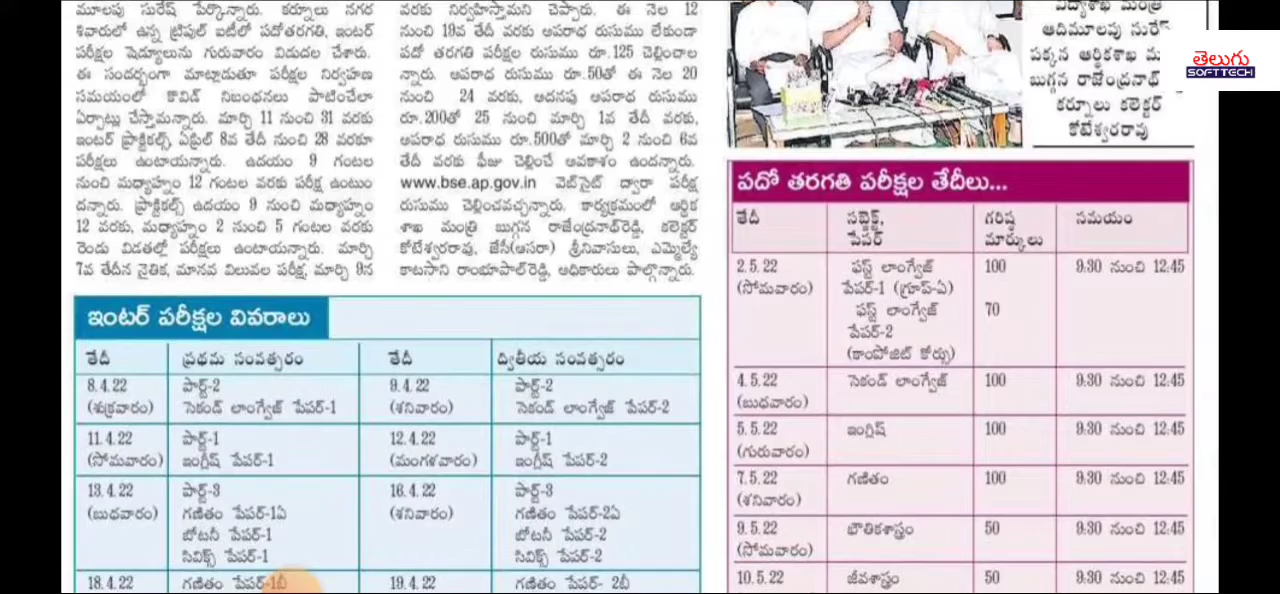 మూలపు సురేష్ పేర్కొన్నారు. కర్నూలు నగర
శివారులో ఉన్న ట్రిపుల్ ఐటీలో పదోతరగతి, ఇంటర్
పరీక్షల షెడ్యూలును గురువారం విడుదల చేశారు.
ఈ సందర్భంగా మాట్లాడుతూ పరీక్షల నిర్వహణ
సమయంలో కొవిడ్ నిబంధనలు పాటించేలా
ఏర్పాట్లు చేస్తామన్నారు. మార్చి 11 నుంచి 31 వరకు
ఇంటర్ ప్రాక్టికల్స్, ఏప్రిల్ 8వ తేదీ నుంచి 28 వరకూ
పరీక్షలు ఉంటాయన్నారు. ఉదయం 9 గంటల
నుంచి మధ్యాహ్నం 12 గంటల వరకు పరీక్ష ఉంటుం
దన్నారు. ప్రాక్టికల్స్ ఉదయం 9 నుంచి మధ్యాహ్నం
12 వరకు, మధ్యాహ్నం 2 నుంచి 5 గంటల వరకు
రెండు విడతల్లో పరీక్షలు ఉంటాయన్నారు. మార్చి
7వ తేదీన నైతిక, మానవ విలువల పరీక్ష, మార్చి 9న
వరకు నిర్వహిస్తామని చెప్పారు. ఈ నెల 12
నుంచి 19వ తేదీ వరకు అపరాధ రుసుము లేకుండా
పదో తరగతి పరీక్షల రుసుము రూ.125 చెల్లించాల
న్నారు. అపరాధ రుసుము రూ.50తో ఈ నెల 20
నుంచి 24 వరకు, అదనపు అపరాధ రుసుము
రూ.200తో 25 నుంచి మార్చి 1వ తేదీ వరకు,
అపరాధ రుసుము రూ.500తో మార్చి 2 నుంచి 6వ
తేదీ వరకు ఫీజు చెల్లించే అవకాశం ఉందన్నారు.
www.bse.ap.gov.in వెబ్‌సైట్ ద్వారా పరీక్ష
రుసుము చెల్లించవచ్చన్నారు. కార్యక్రమంలో ఆర్థిక
శాఖ మంత్రి బుగ్గన రాజేంద్రనాథ్‌రెడ్డి, కలెక్టర్
కోటేశ్వరరావు, జేసీ(ఆసరా) శ్రీనివాసులు, ఎమ్మెల్యే
కాటసాని రాంభూపాల్‌రెడ్డి, అధికారులు పాల్గొన్నారు.
విద్యాశాఖ మంత్రి
ఆదిమూలపు సురేష్
పక్కన ఆర్థికశాఖ మ
బుగ్గన రాజేంద్రనాథ్
కర్నూలు కలెక్టర్
కోటేశ్వరరావు
తెలుగు
SOFTTECH
ఇంటర్ పరీక్షల వివరాలు
తేదీ ప్రథమ సంవత్సరం తేదీ ద్వితీయ సంవత్సరం
8.4.22 పార్ట్-2 9.4.22 పార్ట్-2
(శుక్రవారం) సెకండ్ లాంగ్వేజ్ పేపర్-1 (శనివారం) సెకండ్ లాంగ్వేజ్ పేపర్-2
11.4.22 పార్ట్-1 12.4.22 పార్ట్-1
(సోమవారం) ఇంగ్లీష్ పేపర్-1 (మంగళవారం) ఇంగ్లీష్ పేపర్-2
13.4.22 పార్ట్-3 16.4.22 పార్ట్-3
(బుధవారం) గణితం పేపర్-1ఏ (శనివారం) గణితం పేపర్-2ఏ
బోటనీ పేపర్-1 బోటనీ పేపర్-2
సివిక్స్ పేపర్-1 సివిక్స్ పేపర్-2
18.4.22 గణితం పేపర్-1బీ 19.4.22 గణితం పేపర్- 2బీ
పదో తరగతి పరీక్షల తేదీలు...
తేదీ సబ్జెక్ట్, గరిష్ఠ సమయం
పేపర్ మార్కులు
2.5.22 ఫస్ట్ లాంగ్వేజ్ 100 9.30 నుంచి 12.45
(సోమవారం) పేపర్-1 (గ్రూప్-ఏ)
ఫస్ట్ లాంగ్వేజ్ 70
పేపర్-2
(కాంపోజిట్ కోర్సు)
4.5.22 సెకండ్ లాంగ్వేజ్ 100 9.30 నుంచి 12.45
(బుధవారం)
5.5.22 ఇంగ్లిష్ 100 9.30 నుంచి 12.45
(గురువారం)
7.5.22 గణితం 100 9.30 నుంచి 12.45
(శనివారం)
9.5.22 భౌతికశాస్త్రం 50 9.30 నుంచి 12.45
(సోమవారం)
10.5.22 జీవశాస్త్రం 50 9.30 నుంచి 12.45